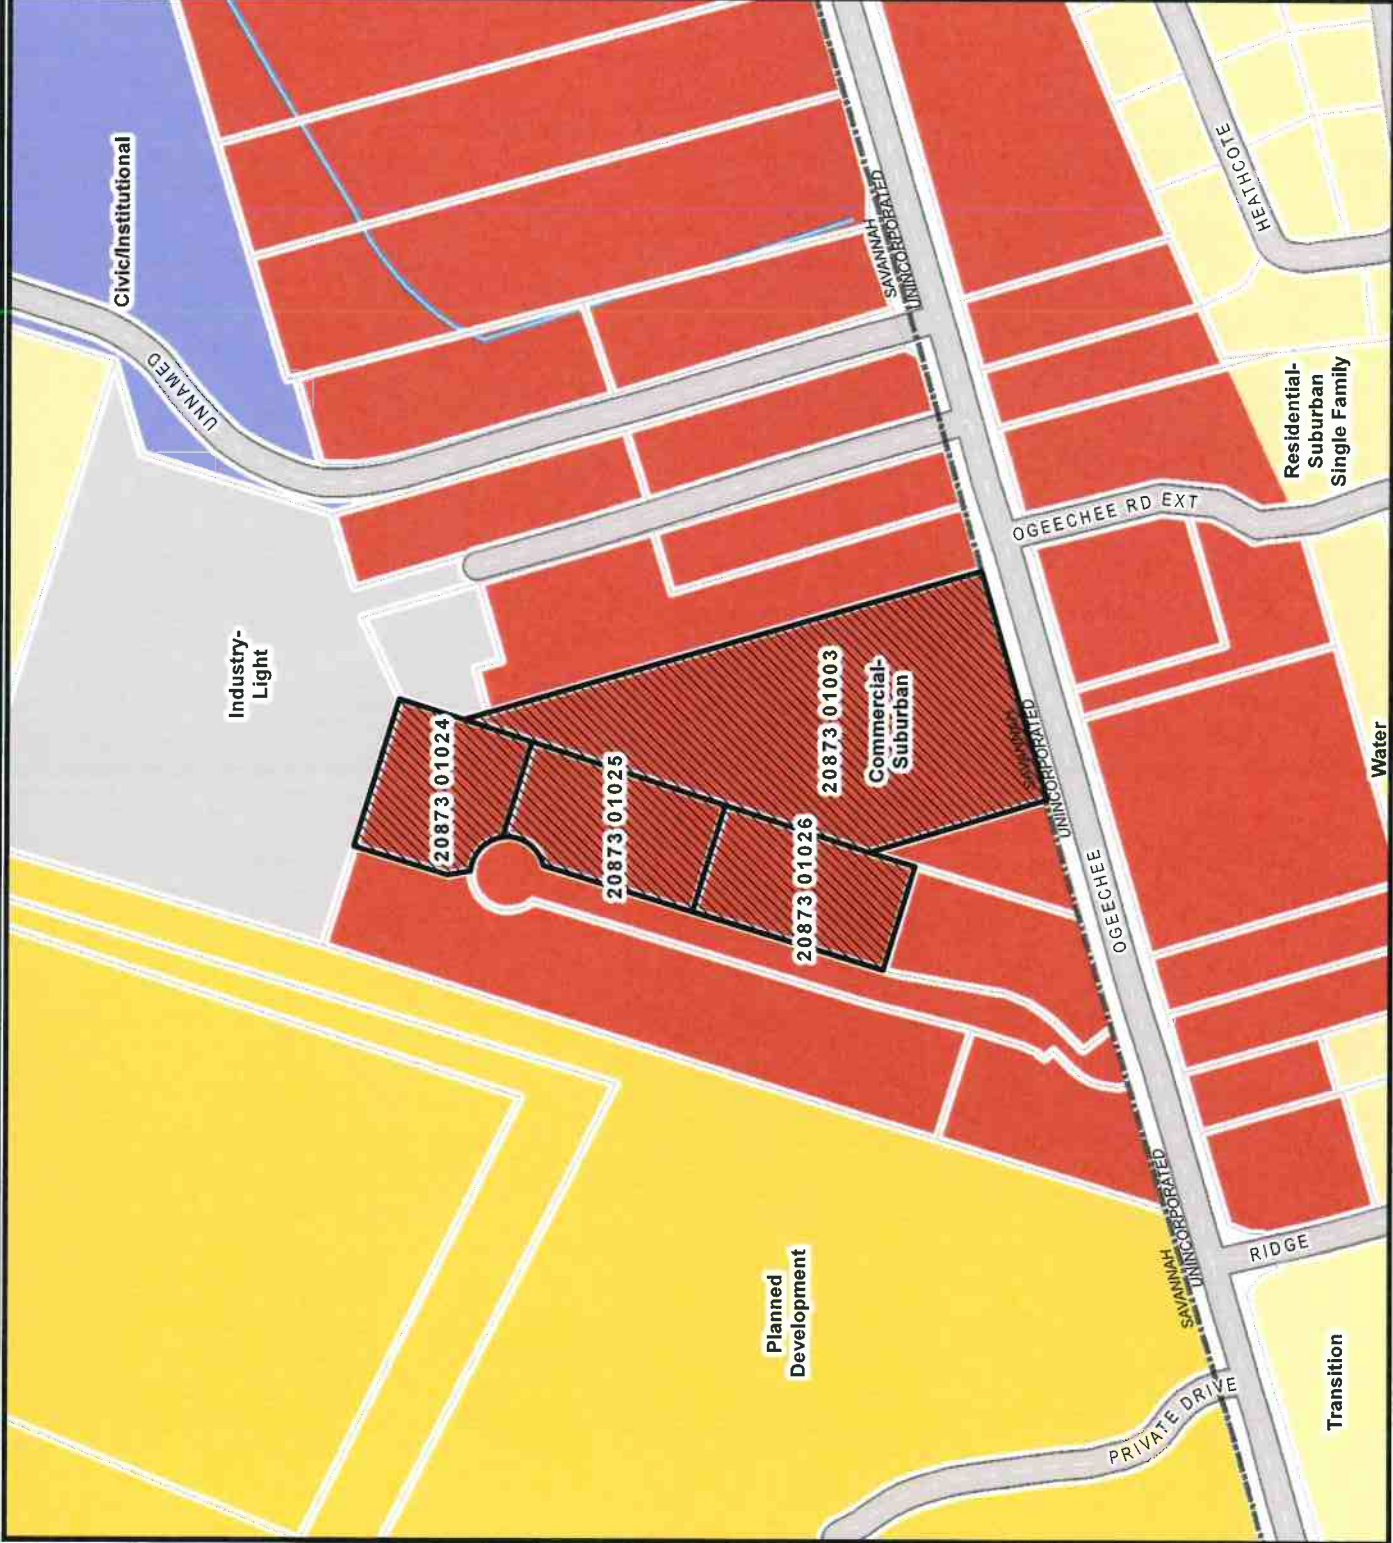 Civic/Institutional
UNNAMED
Industry-
Light
20873 01024
20873 01025
20873 01026
20873 01003
Commercial-
Suburban
SAVANNAH
UNINCORPORATED
HEATHCOTE
Residential-
Suburban
Single Family
OGEECHEE RD EXT
SAVANNAH
UNINCORPORATED
OGEECHEE
Water
Planned
Development
SAVANNAH
UNINCORPORATED
RIDGE
PRIVATE DRIVE
Transition